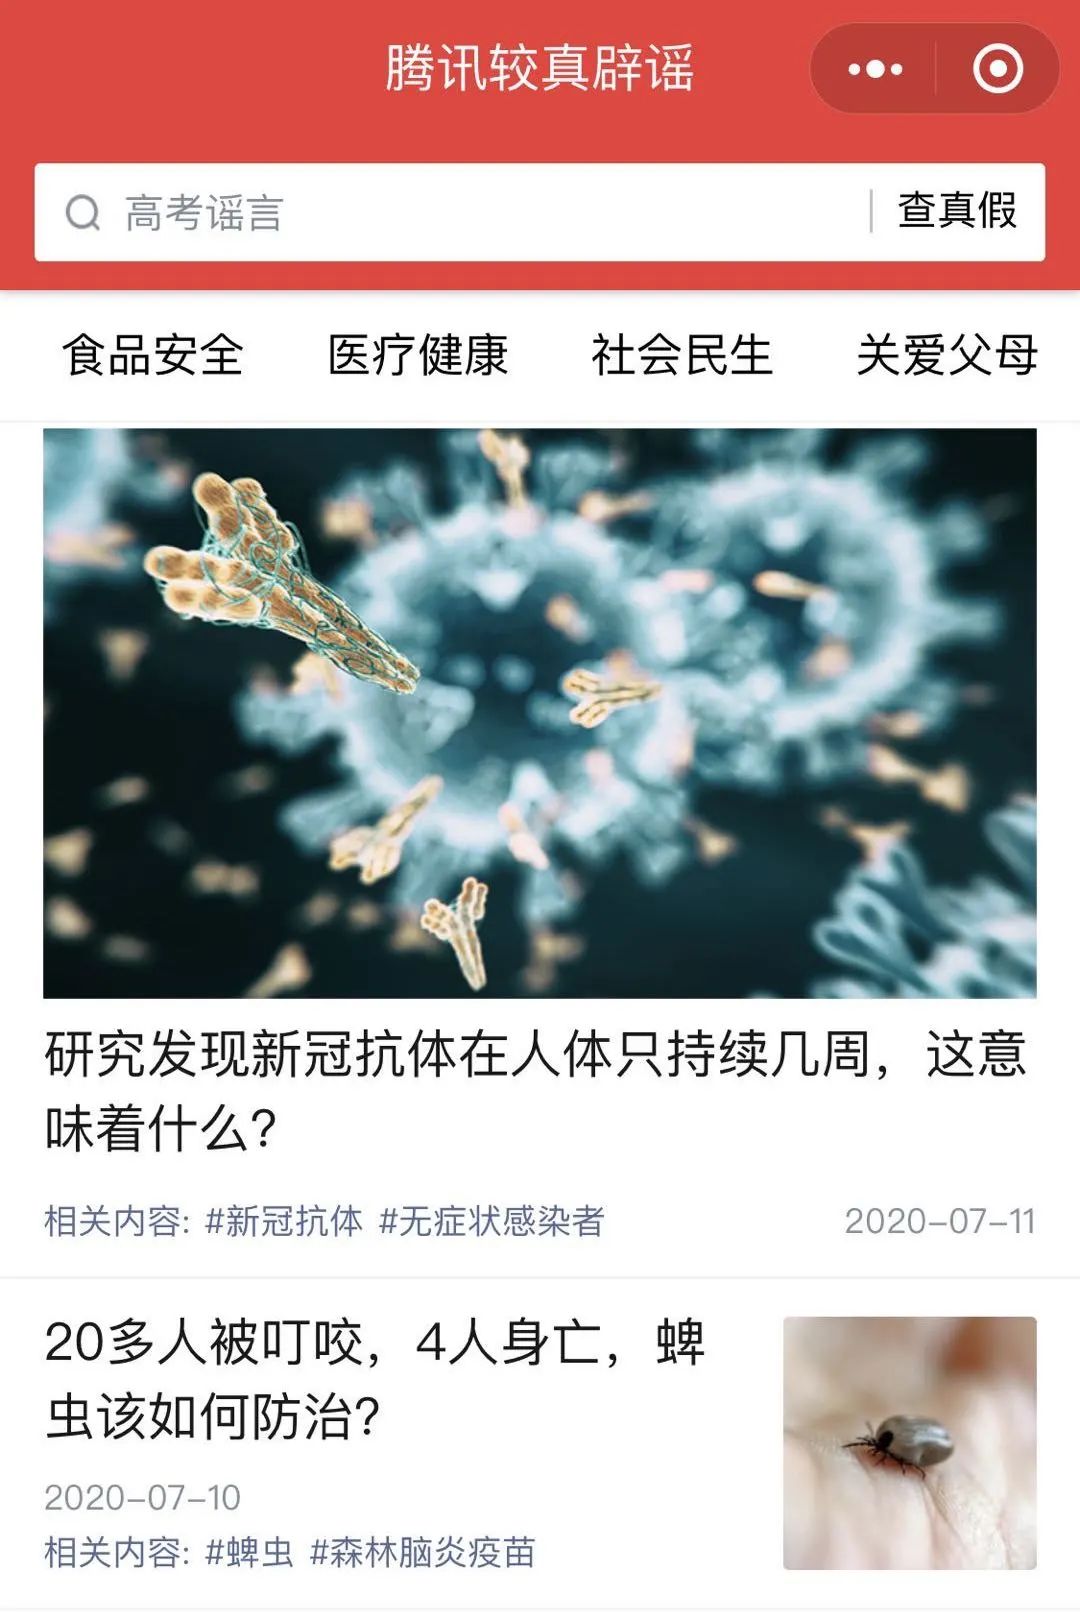 腾讯较真辟谣
高考谣言
查真假
食品安全 医疗健康 社会民生 关爱父母
研究发现新冠抗体在人体只持续几周，这意
味着什么？
相关内容: #新冠抗体 #无症状感染者 2020-07-11
20多人被叮咬，4人身亡，蜱
虫该如何防治？
2020-07-10
相关内容: #蜱虫 #森林脑炎疫苗